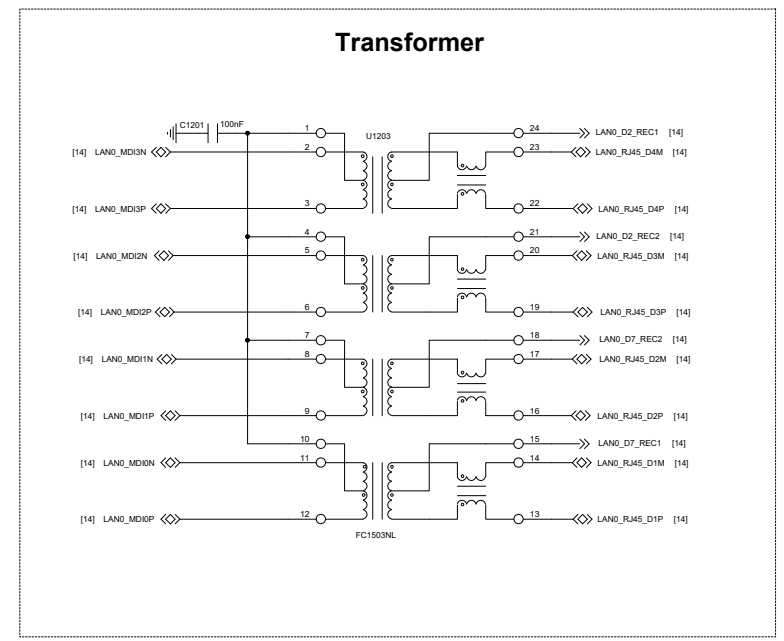 Transformer
C1201 100nF 1 U1203 24 LAN0_D2_REC1 [14]
[14] LAN0_MDI3N 2 23 LAN0_RJ45_D4M [14]
[14] LAN0_MDI3P 3 22 LAN0_RJ45_D4P [14]
4 21 LAN0_D2_REC2 [14]
[14] LAN0_MDI2N 5 20 LAN0_RJ45_D3M [14]
[14] LAN0_MDI2P 6 19 LAN0_RJ45_D3P [14]
7 18 LAN0_D7_REC2 [14]
[14] LAN0_MDI1N 8 17 LAN0_RJ45_D2M [14]
[14] LAN0_MDI1P 9 16 LAN0_RJ45_D2P [14]
10 15 LAN0_D7_REC1 [14]
[14] LAN0_MDI0N 11 14 LAN0_RJ45_D1M [14]
[14] LAN0_MDI0P 12 13 LAN0_RJ45_D1P [14]
FC1503NL